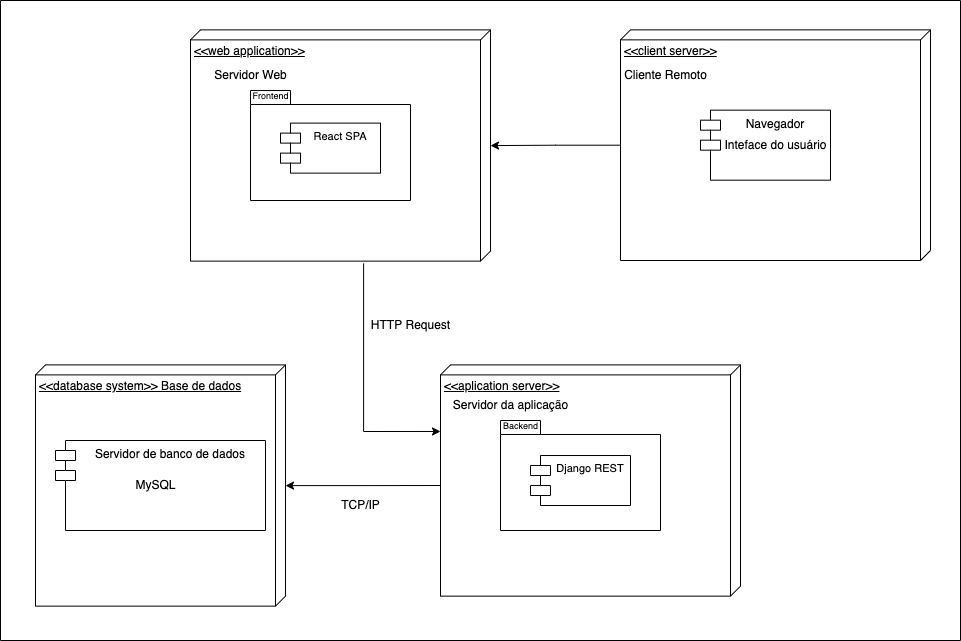 <<web application>>
Servidor Web
Frontend
React SPA
<<client server>>
Cliente Remoto
Navegador
Inteface do usuário
HTTP Request
<<database system>> Base de dados
Servidor de banco de dados
MySQL
TCP/IP
<<aplication server>>
Servidor da aplicação
Backend
Django REST